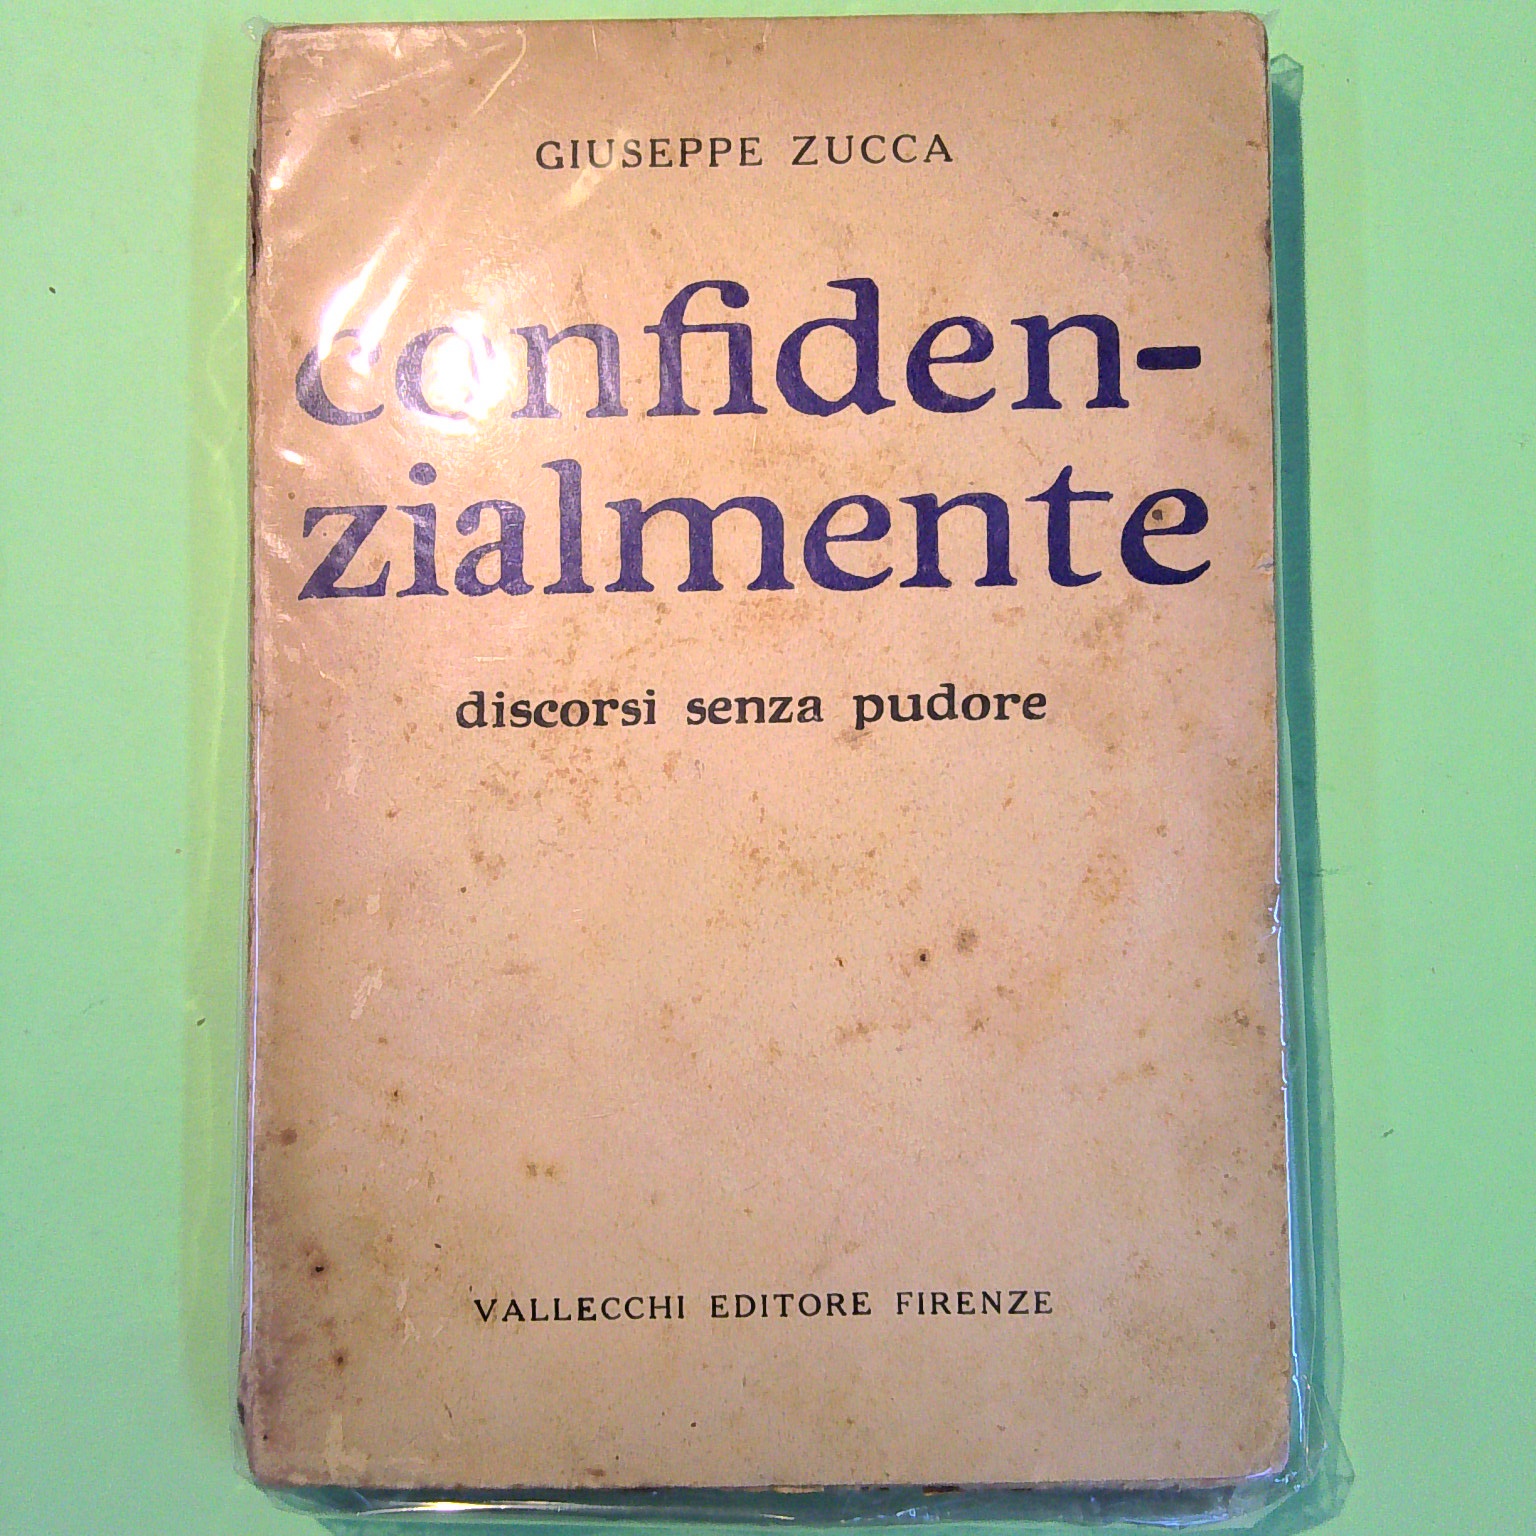 GIUSEPPE ZUCCA
confiden-
zialmente
discorsi senza pudore
VALLECCHI EDITORE FIRENZE